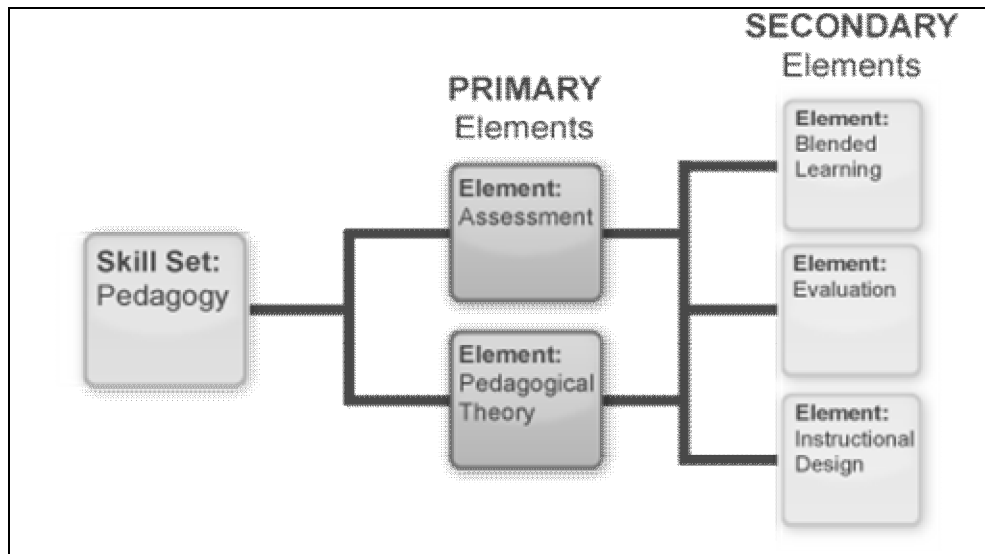 SECONDARY
Elements
PRIMARY
Elements
Skill Set:
Pedagogy
Element:
Assessment
Element:
Pedagogical
Theory
Element:
Blended
Learning
Element:
Evaluation
Element:
Instructional
Design